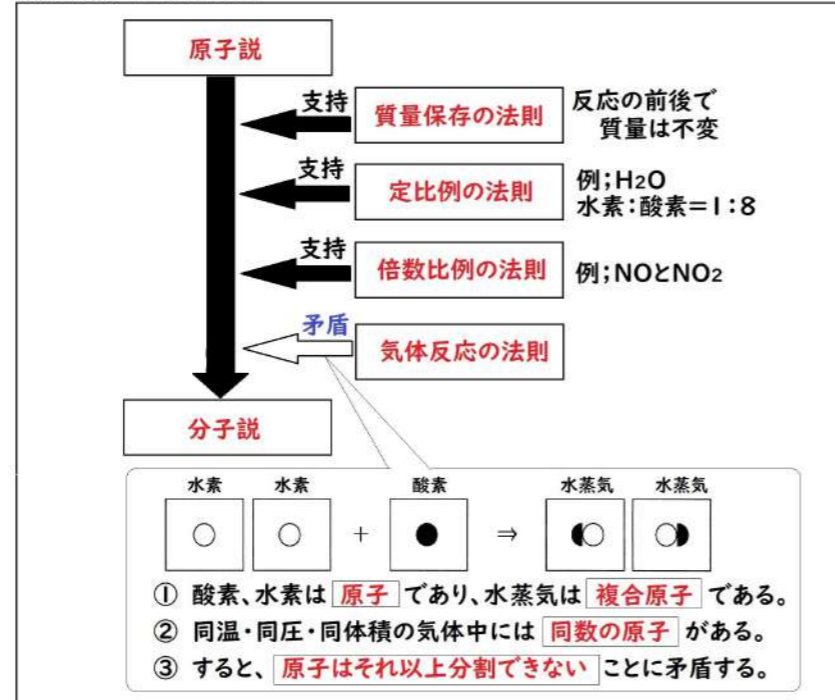 原子説
支持
質量保存の法則
反応の前後で
質量は不変
支持
定比例の法則
例;H₂O
水素:酸素=1:8
支持
倍数比例の法則
例;NOとNO₂
矛盾
気体反応の法則
分子説
水素 水素 酸素 水蒸気 水蒸気
+ ⇒
① 酸素、水素は 原子 であり、水蒸気は 複合原子 である。
② 同温・同圧・同体積の気体中には 同数の原子 がある。
③ すると、 原子はそれ以上分割できない ことに矛盾する。